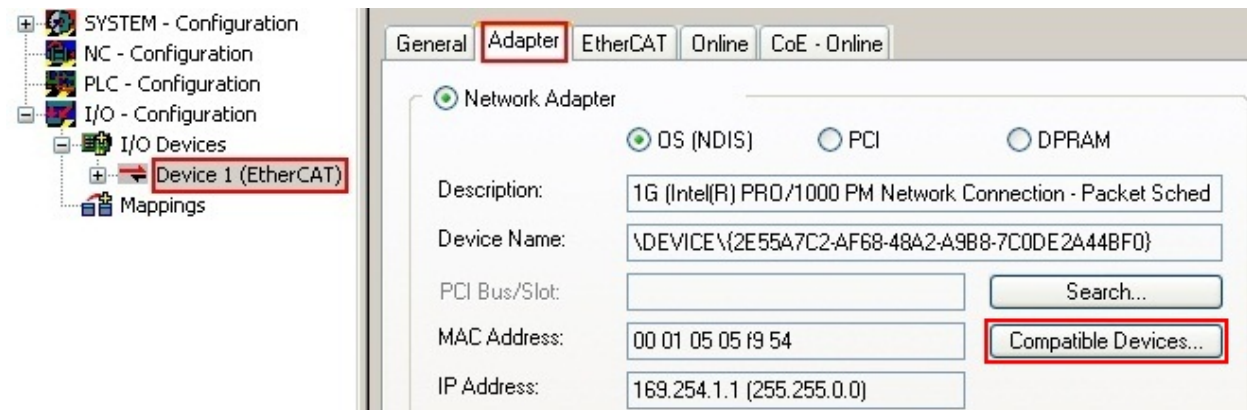 SYSTEM - Configuration
NC - Configuration
PLC - Configuration
I/O - Configuration
I/O Devices
Device 1 (EtherCAT)
Mappings
General Adapter EtherCAT Online CoE - Online
Network Adapter
OS (NDIS) PCI DPRAM
Description: 1G (Intel(R) PRO/1000 PM Network Connection - Packet Sched
Device Name: \DEVICE\{2E55A7C2-AF68-48A2-A9B8-7C0DE2A44BF0}
PCI Bus/Slot: Search...
MAC Address: 00 01 05 05 f9 54 Compatible Devices...
IP Address: 169.254.1.1 (255.255.0.0)